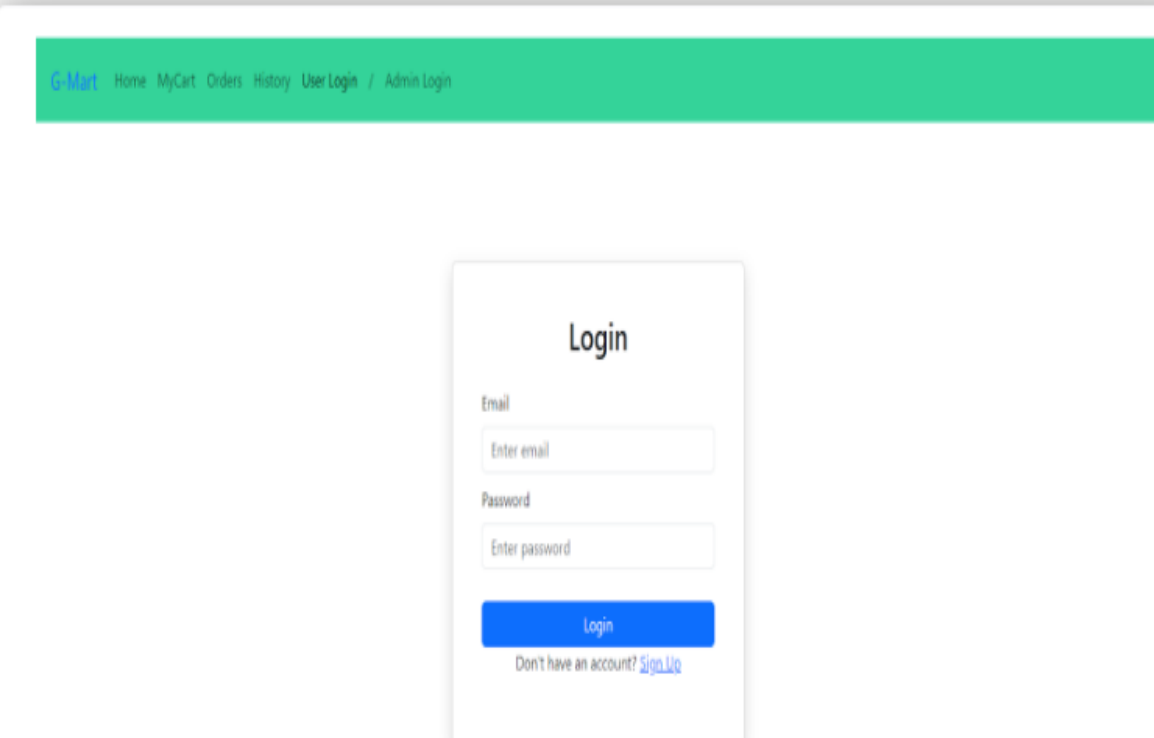 G-Mart Home MyCart Orders History User Login / Admin Login
Login
Email
Enter email
Password
Enter password
Login
Don't have an account? Sign Up